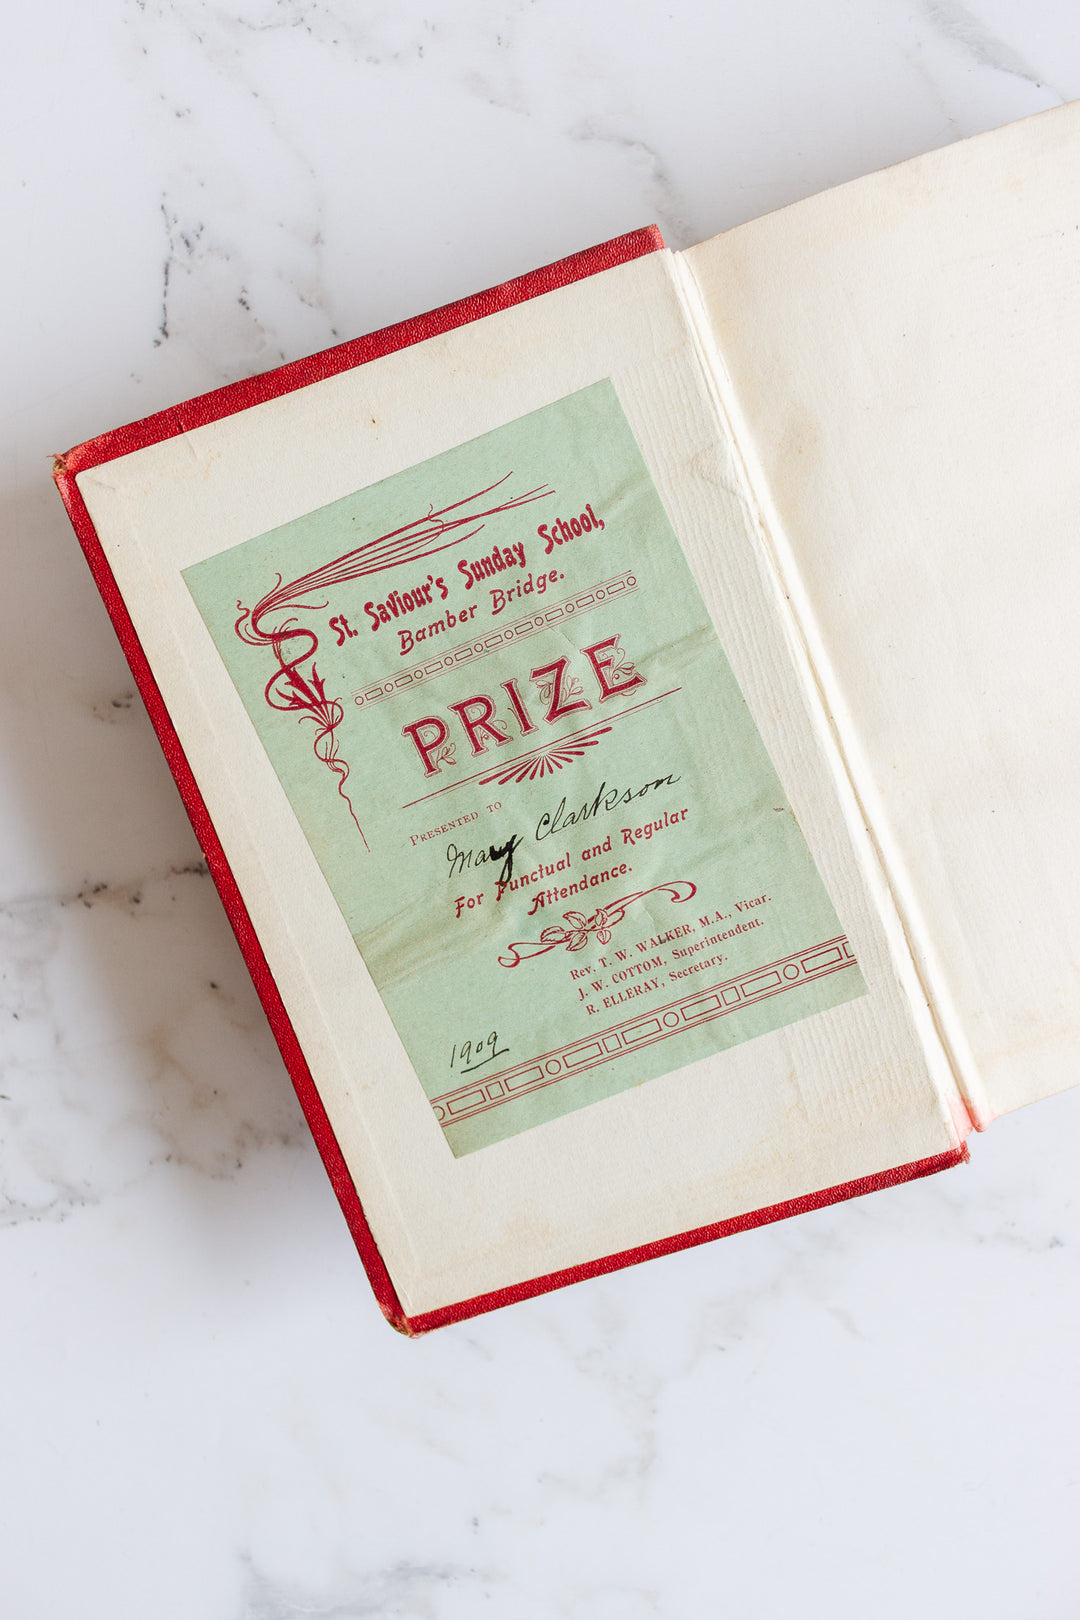 St. Saviour's Sunday School,
Bamber Bridge.
PRIZE
PRESENTED TO
Mary Clarkson
For Punctual and Regular
Attendance.
Rev. T. W. WALKER, M.A., Vicar.
J. W. COTTOM, Superintendent.
R. ELLERAY, Secretary.
1909